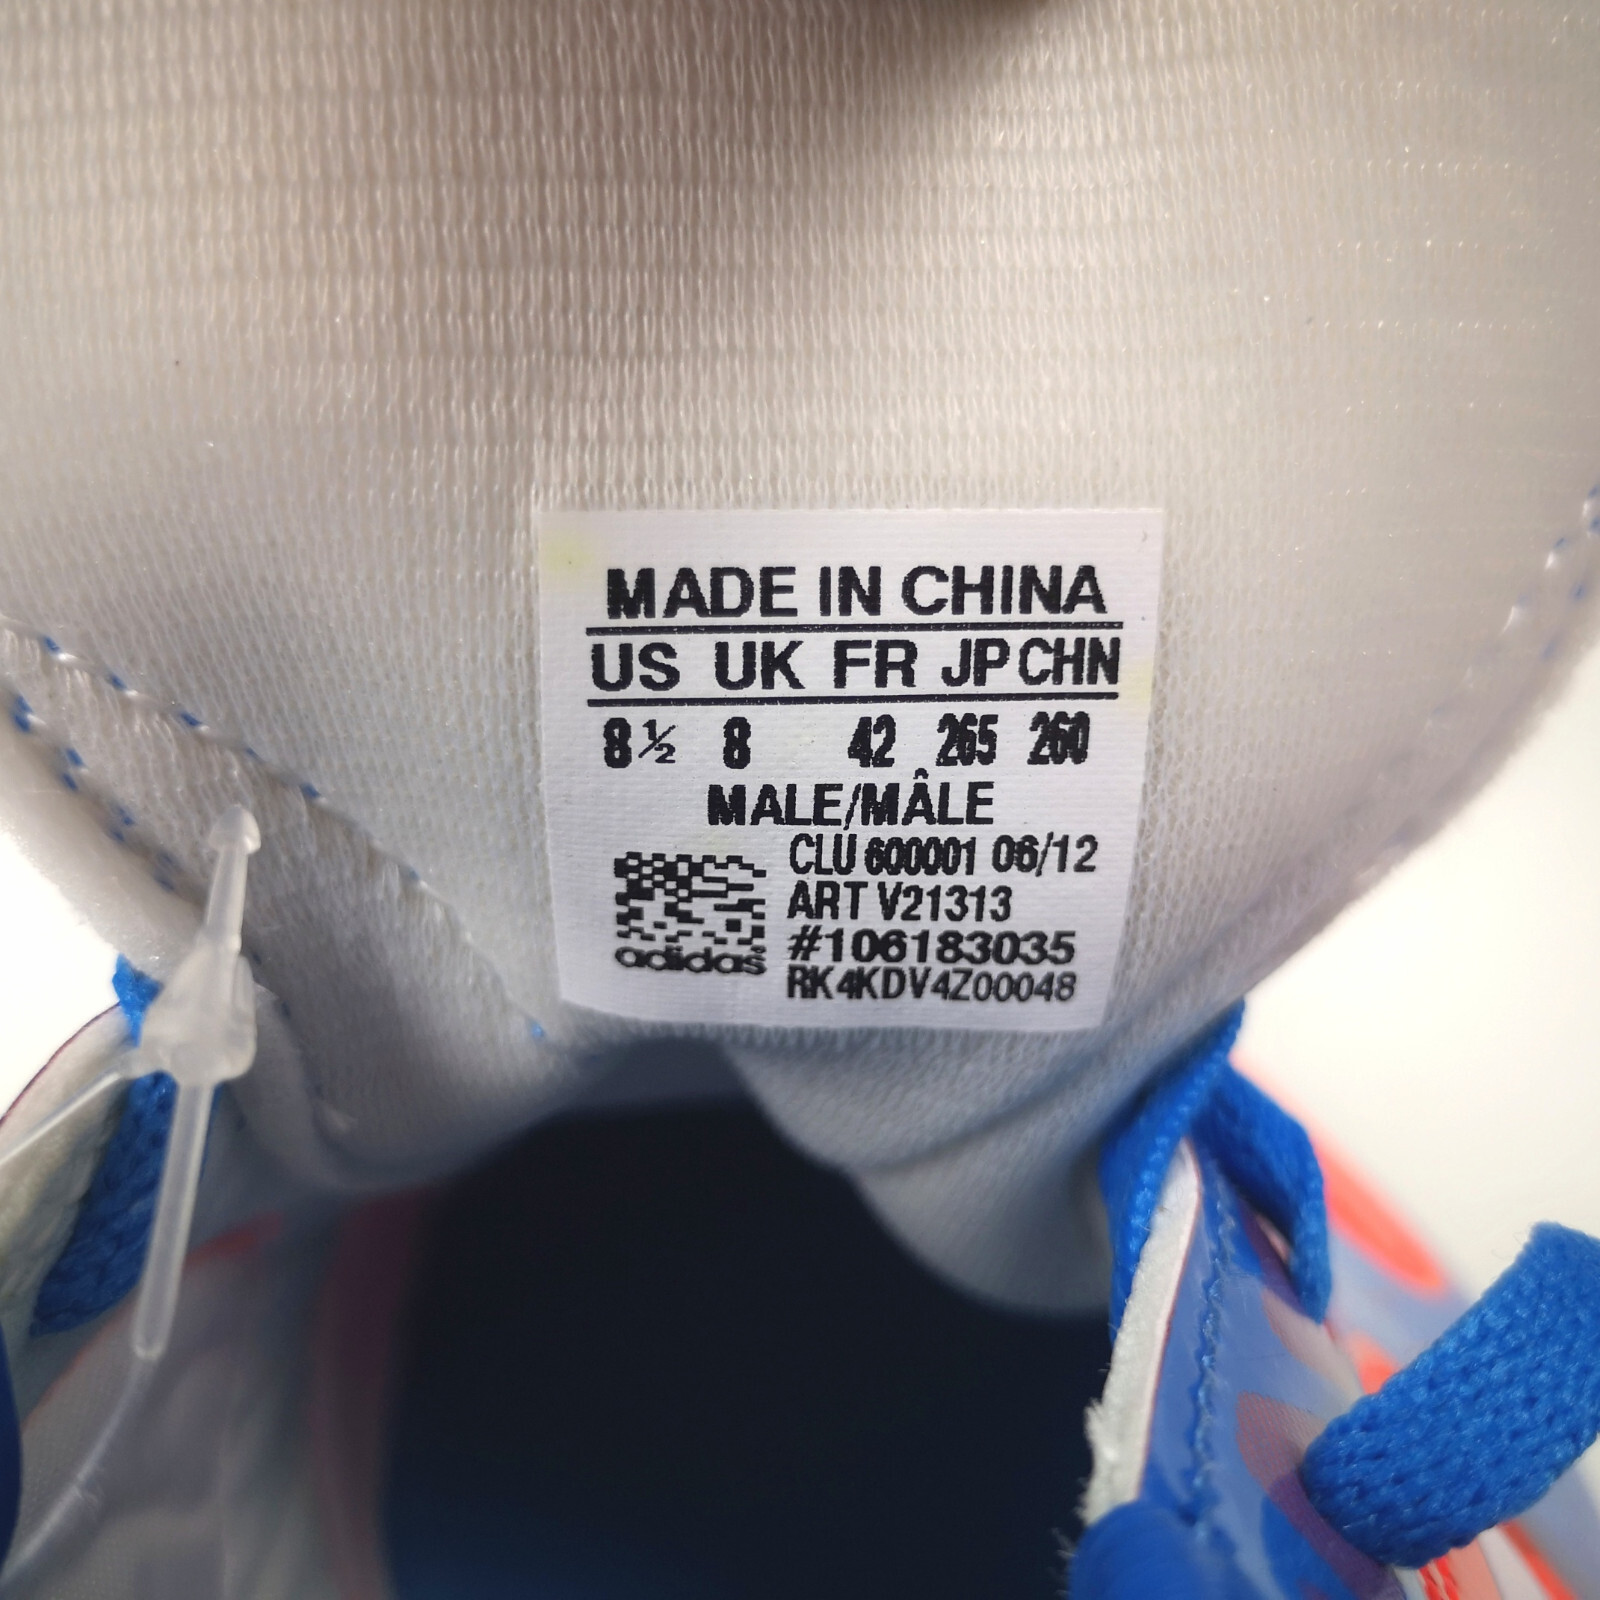 MADE IN CHINA
US UK FR JP CHN
8½ 8 42 265 260
MALE/MÂLE
CLU 600001 06/12
ART V21313
#106183035
adidas
RK4KDV4Z00048